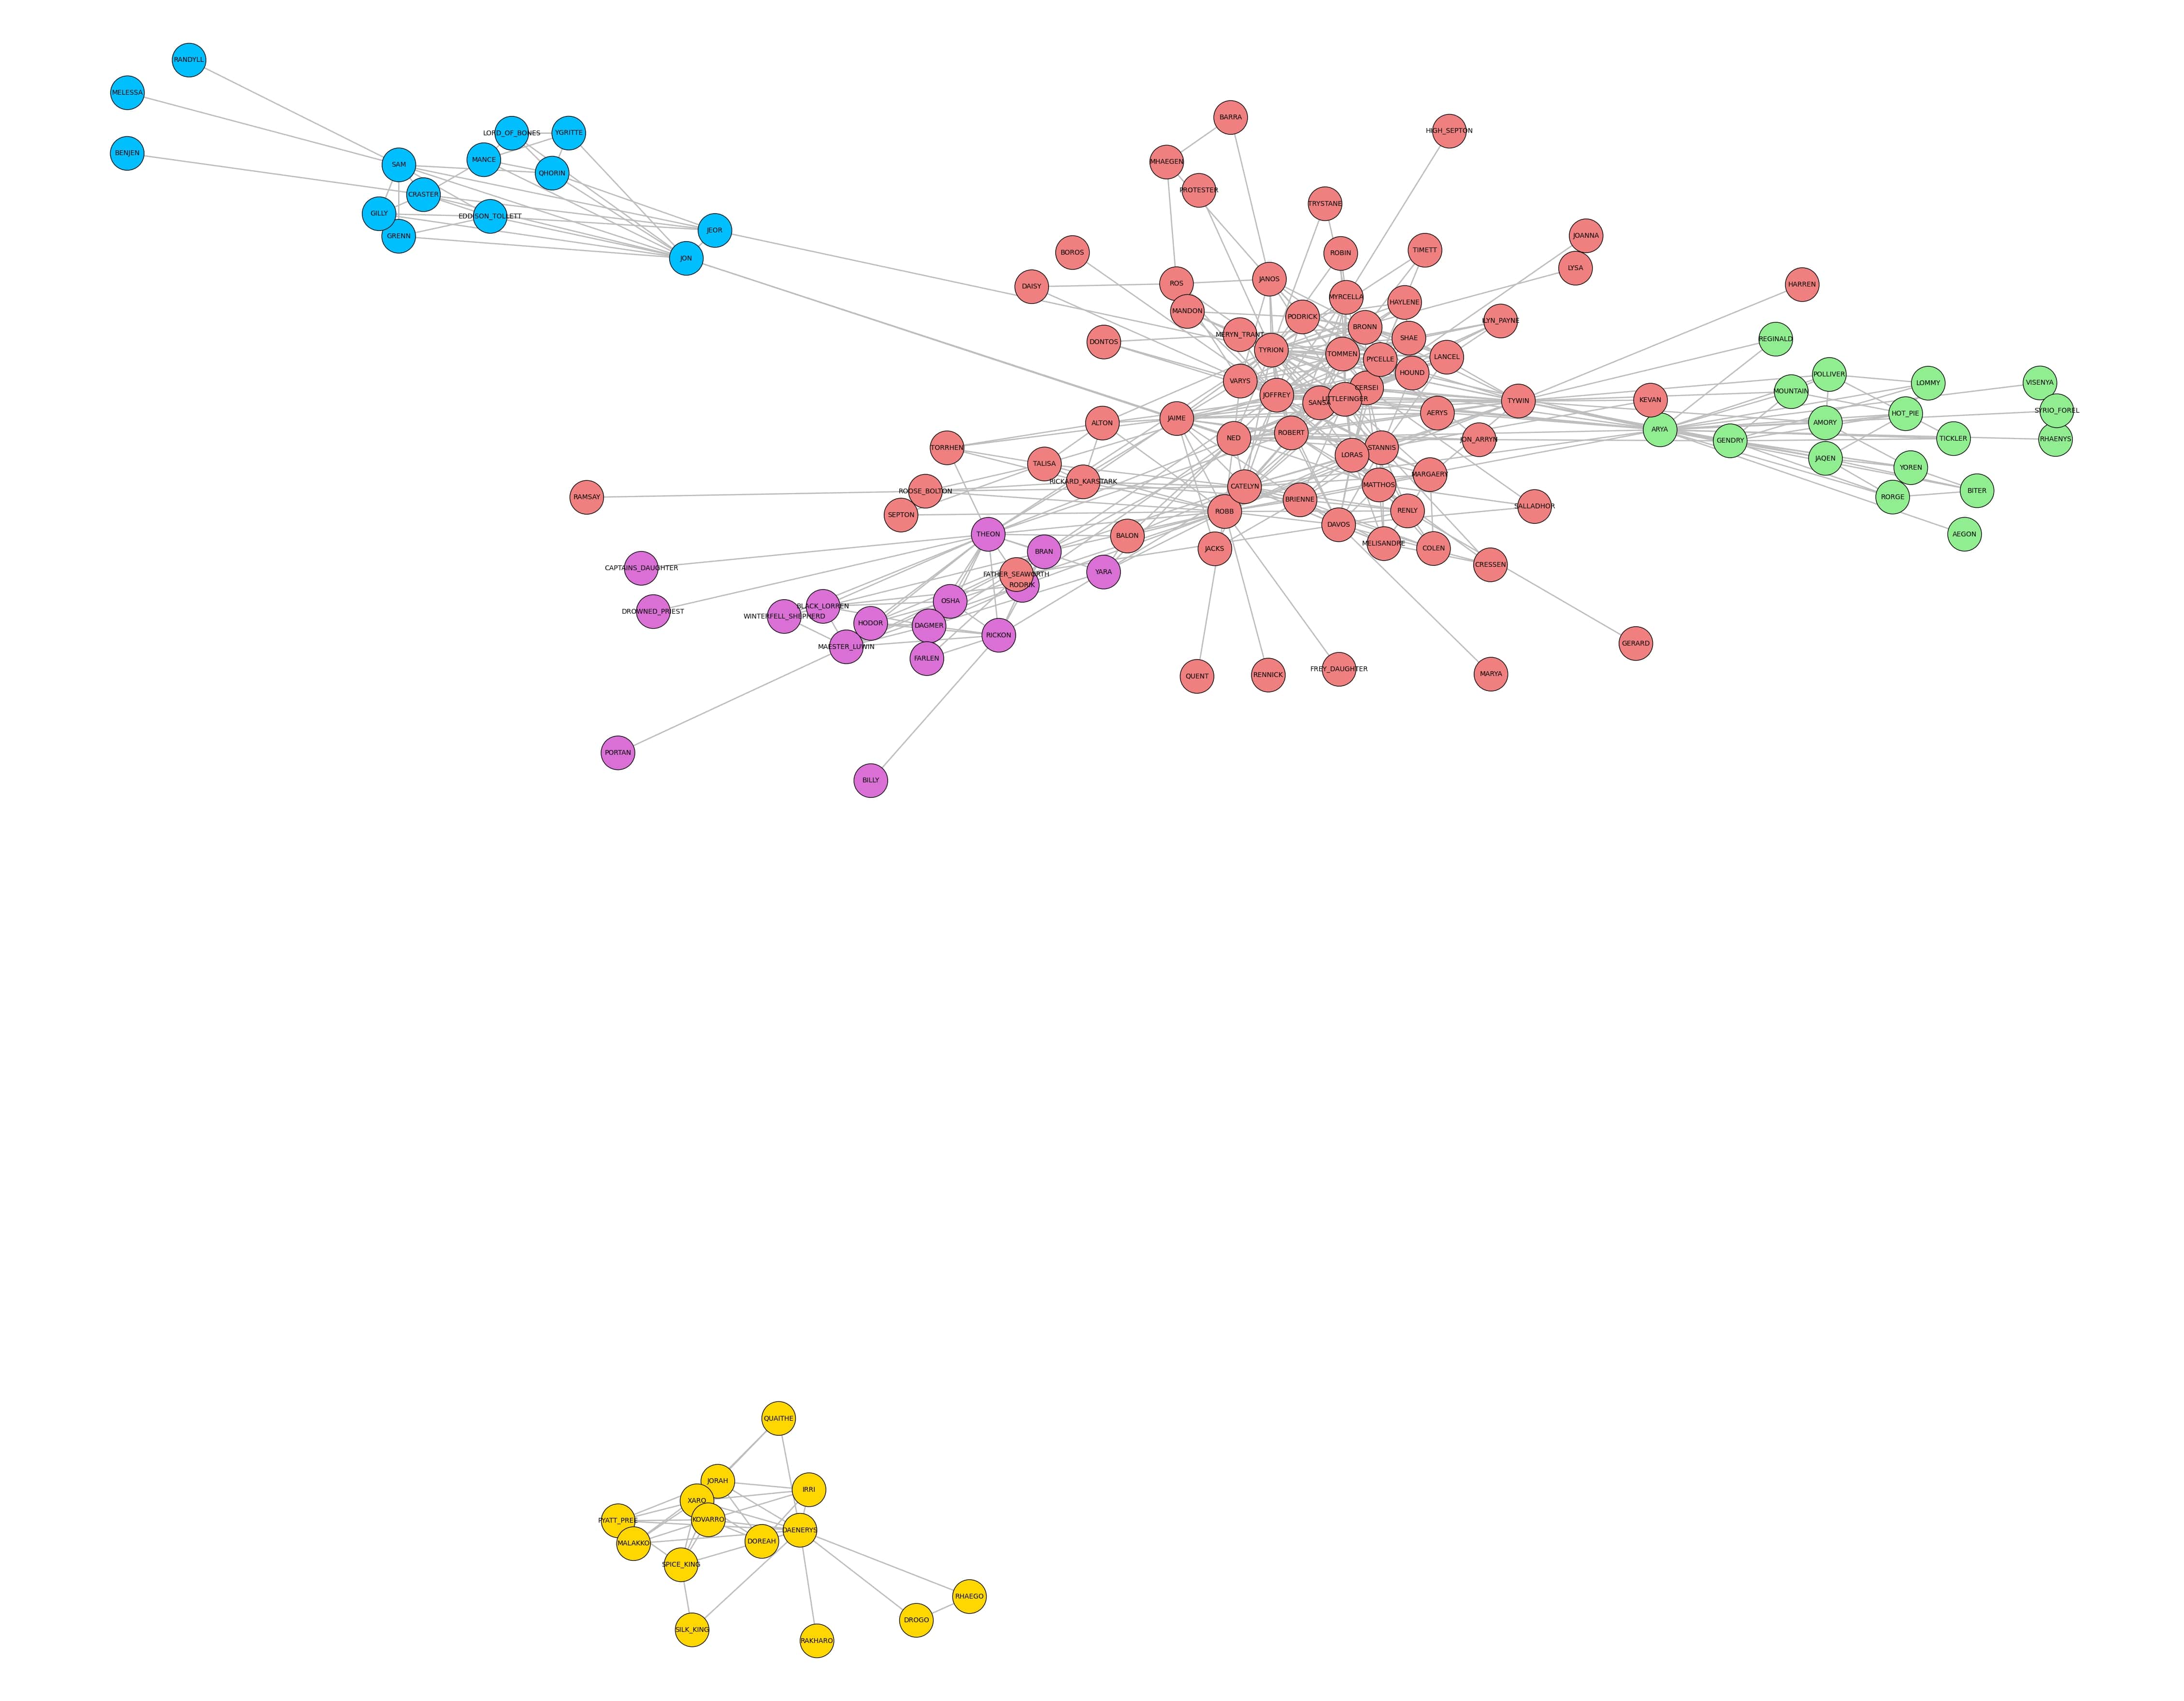 RANDYLL
MELESSA
BARRA
HIGH_SEPTON
LORD_OF_BONES
YGRITTE
BENJEN
MANCE
MHAEGEN
SAM
QHORIN
PROTESTER
CRASTER
TRYSTANE
GILLY
EDDISON_TOLLETT
JEOR
GRENN
JOANNA
TIMETT
BOROS
ROBIN
JON
LYSA
JANOS
ROS
HARREN
DAISY
MYRCELLA
HAYLENE
MANDON
PODRICK
ILYN_PAYNE
BRONN
MERYN_TRANT
SHAE
REGINALD
DONTOS
TYRION
TOMMEN
LANCEL
PYCELLE
HOUND
POLLIVER
VARYS
LOMMY
VISENYA
CERSEI
MOUNTAIN
JOFFREY
LITTLEFINGER
KEVAN
TYWIN
SANSA
SYRIO_FOREL
AERYS
HOT_PIE
JAIME
ALTON
AMORY
ARYA
ROBERT
NED
TICKLER
JON_ARRYN
RHAENYS
GENDRY
TORRHEN
STANNIS
LORAS
JAQEN
TALISA
YOREN
MARGAERY
RICKARD_KARSTARK
MATTHOS
CATELYN
ROOSE_BOLTON
BITER
RAMSAY
RORGE
BRIENNE
SALLADHOR
RENLY
ROBB
SEPTON
DAVOS
THEON
AEGON
BALON
MELISANDRE
COLEN
JACKS
BRAN
CRESSEN
CAPTAINS_DAUGHTER
YARA
FATHER_SEAWORTH
RODRIK
OSHA
BLACK_LORREN
DROWNED_PRIEST
WINTERFELL_SHEPHERD
HODOR
DAGMER
RICKON
GERARD
MAESTER_LUWIN
FARLEN
FREY_DAUGHTER
MARYA
RENNICK
QUENT
PORTAN
BILLY
QUAITHE
JORAH
IRRI
XARO
KOVARRO
PYATT_PREE
DAENERYS
DOREAH
MALAKKO
SPICE_KING
RHAEGO
DROGO
SILK_KING
RAKHARO